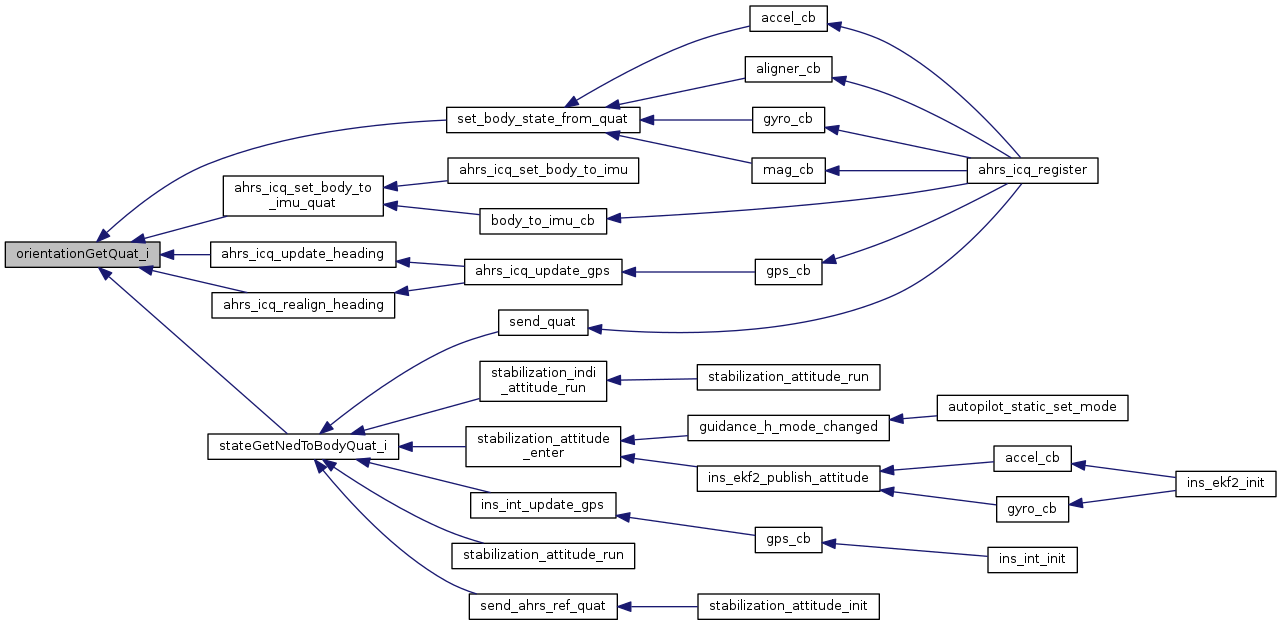 accel_cb
aligner_cb
set_body_state_from_quat
gyro_cb
mag_cb
ahrs_icq_set_body_to_imu
ahrs_icq_register
ahrs_icq_set_body_to
_imu_quat
body_to_imu_cb
orientationGetQuat_i
ahrs_icq_update_heading
ahrs_icq_update_gps
gps_cb
ahrs_icq_realign_heading
send_quat
stabilization_indi
_attitude_run
stabilization_attitude_run
autopilot_static_set_mode
guidance_h_mode_changed
stateGetNedToBodyQuat_i
stabilization_attitude
_enter
accel_cb
ins_ekf2_publish_attitude
ins_ekf2_init
ins_int_update_gps
gyro_cb
gps_cb
stabilization_attitude_run
ins_int_init
send_ahrs_ref_quat
stabilization_attitude_init